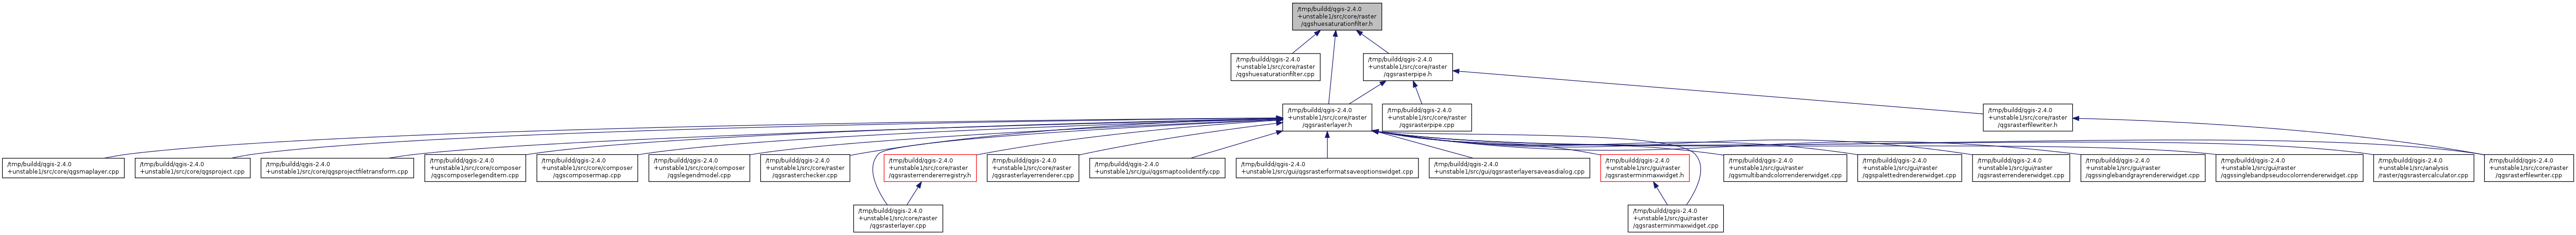 /tmp/buildd/qgis-2.4.0
+unstable1/src/core/raster
/qgshuesaturationfilter.h
/tmp/buildd/qgis-2.4.0
+unstable1/src/core/raster
/qgshuesaturationfilter.cpp
/tmp/buildd/qgis-2.4.0
+unstable1/src/core/raster
/qgsrasterpipe.h
/tmp/buildd/qgis-2.4.0
+unstable1/src/core/raster
/qgsrasterlayer.h
/tmp/buildd/qgis-2.4.0
+unstable1/src/core/raster
/qgsrasterpipe.cpp
/tmp/buildd/qgis-2.4.0
+unstable1/src/core/raster
/qgsrasterfilewriter.h
/tmp/buildd/qgis-2.4.0
+unstable1/src/core/qgsmaplayer.cpp
/tmp/buildd/qgis-2.4.0
+unstable1/src/core/qgsproject.cpp
/tmp/buildd/qgis-2.4.0
+unstable1/src/core/qgsprojectfiletransform.cpp
/tmp/buildd/qgis-2.4.0
+unstable1/src/core/composer
/qgscomposerlegenditem.cpp
/tmp/buildd/qgis-2.4.0
+unstable1/src/core/composer
/qgscomposermap.cpp
/tmp/buildd/qgis-2.4.0
+unstable1/src/core/composer
/qgslegendmodel.cpp
/tmp/buildd/qgis-2.4.0
+unstable1/src/core/raster
/qgsrasterchecker.cpp
/tmp/buildd/qgis-2.4.0
+unstable1/src/core/raster
/qgsrasterrendererregistry.h
/tmp/buildd/qgis-2.4.0
+unstable1/src/core/raster
/qgsrasterlayerrenderer.cpp
/tmp/buildd/qgis-2.4.0
+unstable1/src/gui/qgsmaptoolidentify.cpp
/tmp/buildd/qgis-2.4.0
+unstable1/src/gui/qgsrasterformatsaveoptionswidget.cpp
/tmp/buildd/qgis-2.4.0
+unstable1/src/gui/qgsrasterlayersaveasdialog.cpp
/tmp/buildd/qgis-2.4.0
+unstable1/src/gui/raster
/qgsrasterminmaxwidget.h
/tmp/buildd/qgis-2.4.0
+unstable1/src/gui/raster
/qgsmultibandcolorrendererwidget.cpp
/tmp/buildd/qgis-2.4.0
+unstable1/src/gui/raster
/qgspalettedrendererwidget.cpp
/tmp/buildd/qgis-2.4.0
+unstable1/src/gui/raster
/qgsrasterrendererwidget.cpp
/tmp/buildd/qgis-2.4.0
+unstable1/src/gui/raster
/qgssinglebandgrayrendererwidget.cpp
/tmp/buildd/qgis-2.4.0
+unstable1/src/gui/raster
/qgssinglebandpseudocolorrendererwidget.cpp
/tmp/buildd/qgis-2.4.0
+unstable1/src/analysis
/raster/qgsrastercalculator.cpp
/tmp/buildd/qgis-2.4.0
+unstable1/src/core/raster
/qgsrasterfilewriter.cpp
/tmp/buildd/qgis-2.4.0
+unstable1/src/core/raster
/qgsrasterlayer.cpp
/tmp/buildd/qgis-2.4.0
+unstable1/src/gui/raster
/qgsrasterminmaxwidget.cpp